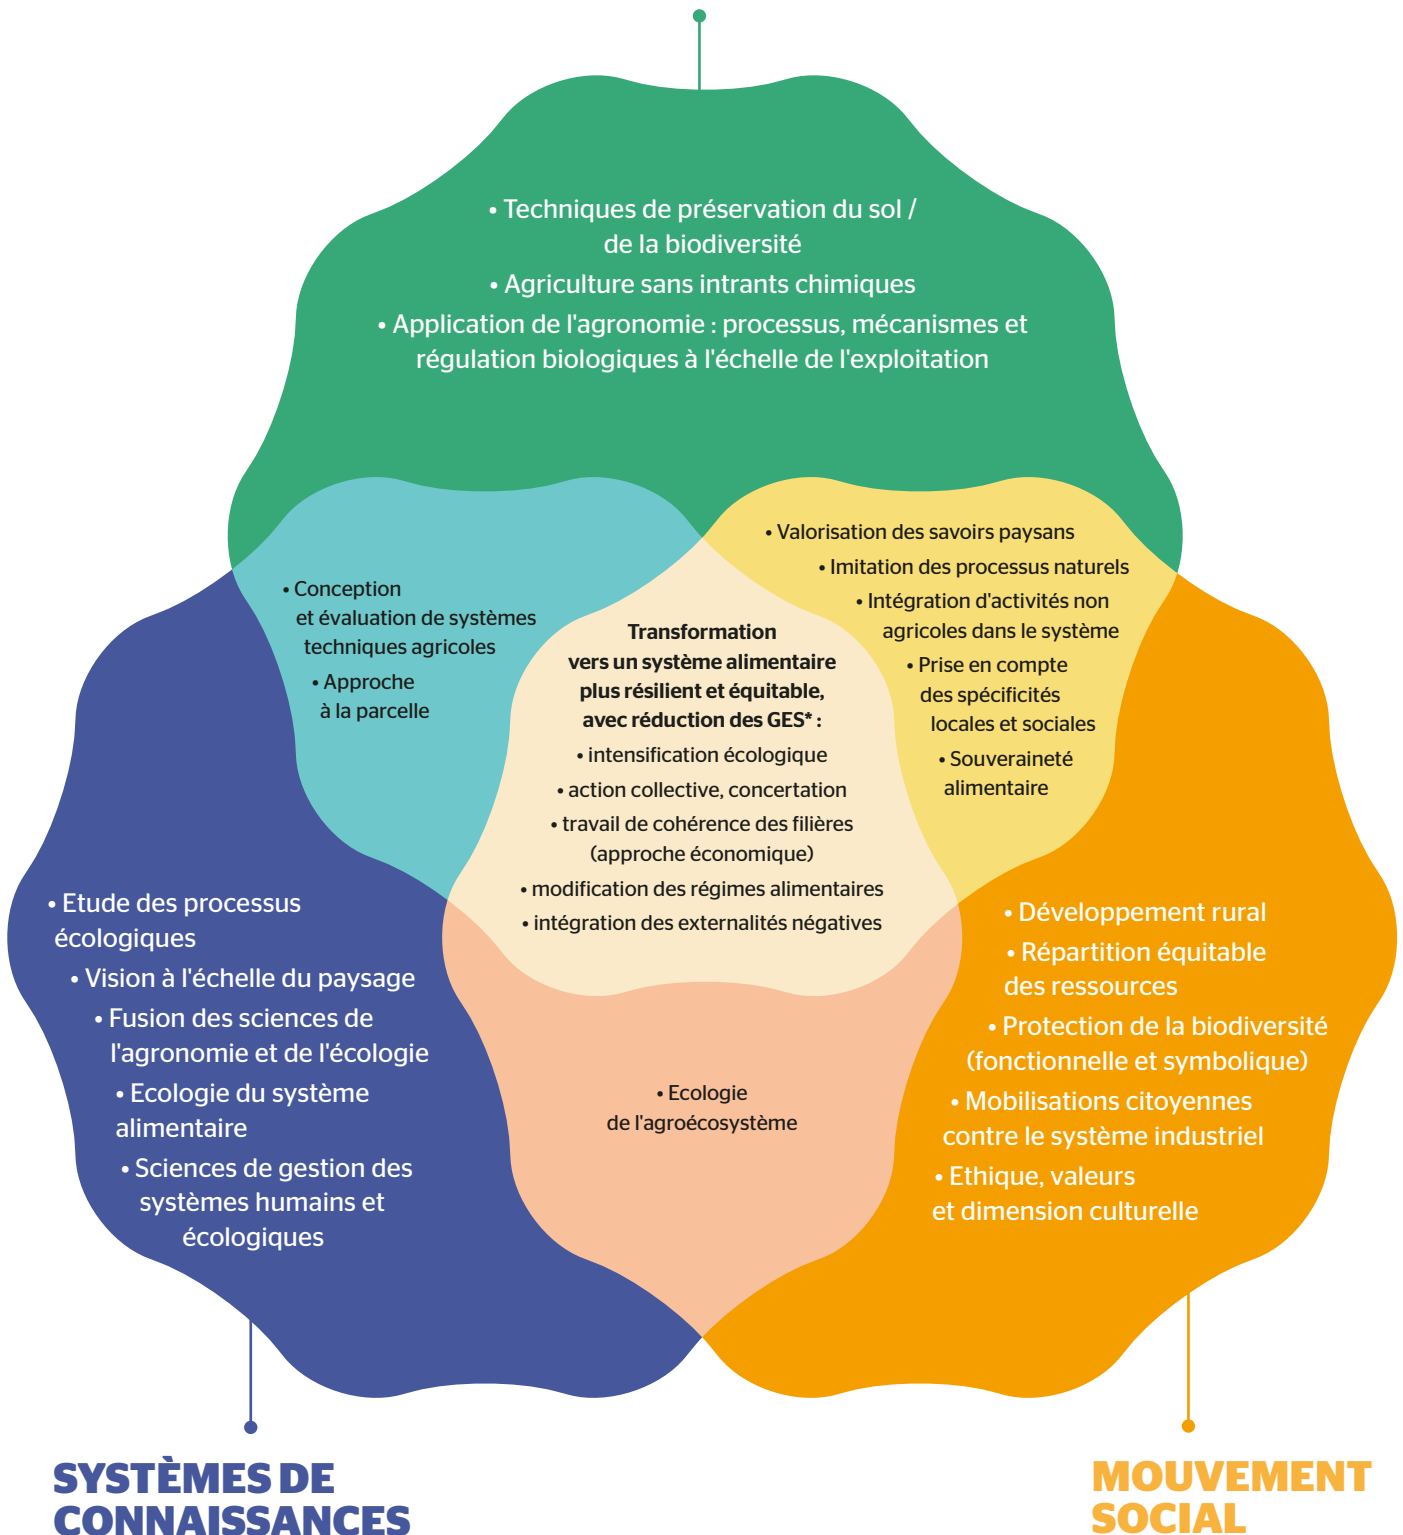 • Techniques de préservation du sol /
de la biodiversité
• Agriculture sans intrants chimiques
• Application de l'agronomie : processus, mécanismes et
régulation biologiques à l'échelle de l'exploitation
• Conception
et évaluation de systèmes
techniques agricoles
• Approche
à la parcelle
• Valorisation des savoirs paysans
• Imitation des processus naturels
• Intégration d'activités non
agricoles dans le système
• Prise en compte
des spécificités
locales et sociales
• Souveraineté
alimentaire
Transformation
vers un système alimentaire
plus résilient et équitable,
avec réduction des GES* :
• intensification écologique
• action collective, concertation
• travail de cohérence des filières
(approche économique)
• modification des régimes alimentaires
• intégration des externalités négatives
• Etude des processus
écologiques
• Vision à l'échelle du paysage
• Fusion des sciences de
l'agronomie et de l'écologie
• Ecologie du système
alimentaire
• Sciences de gestion des
systèmes humains et
écologiques
• Ecologie
de l'agroécosystème
• Développement rural
• Répartition équitable
des ressources
• Protection de la biodiversité
(fonctionnelle et symbolique)
• Mobilisations citoyennes
contre le système industriel
• Ethique, valeurs
et dimension culturelle
SYSTÈMES DE
CONNAISSANCES
MOUVEMENT
SOCIAL